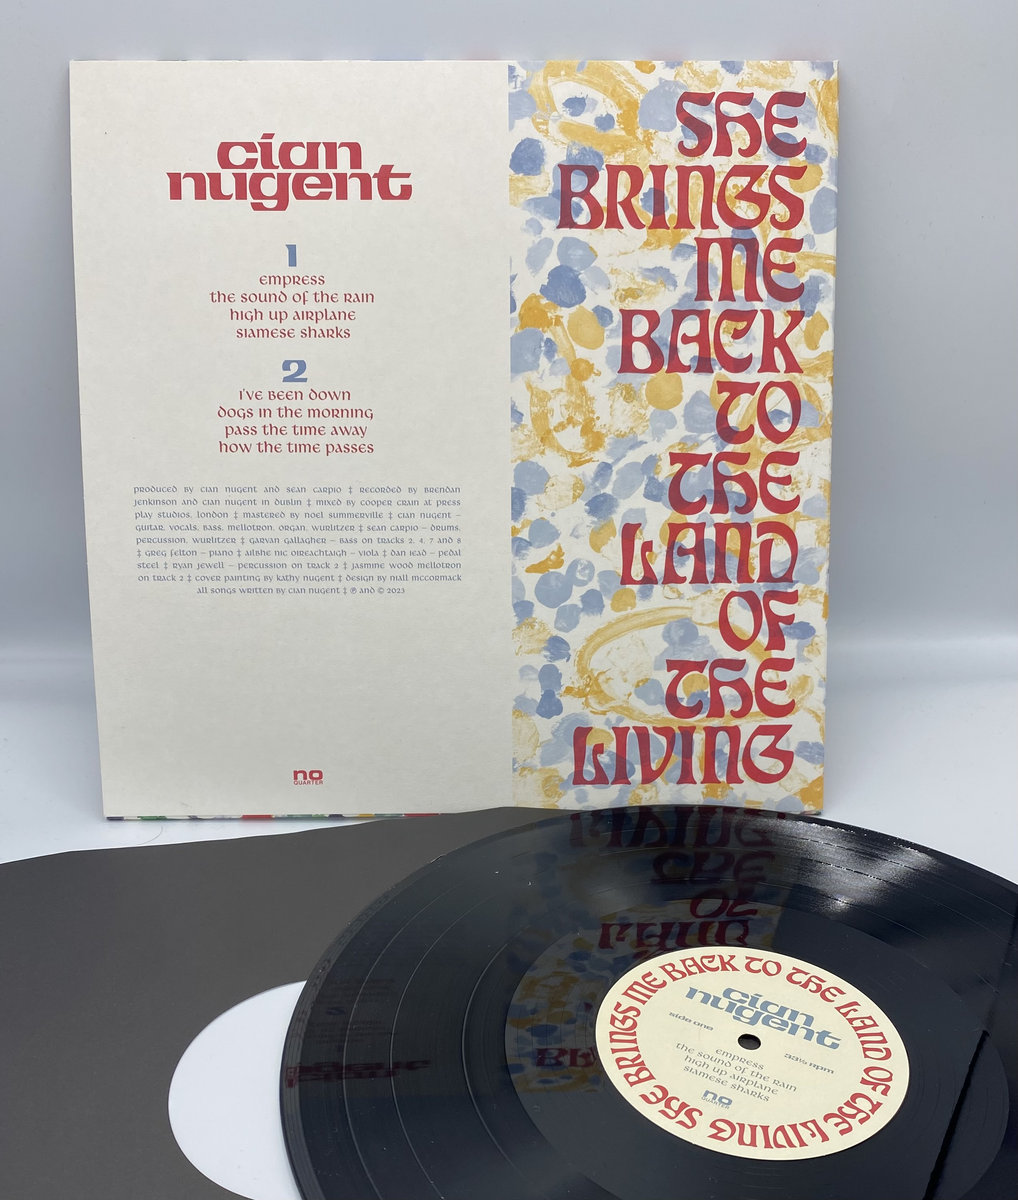 cian
nugent
1
empress
the sound of the rain
high up airplane
siamese sharks
2
i've been down
dogs in the morning
pass the time away
how the time passes
produced by cian nugent and sean carpio ‡ recorded by brendan
jenkinson and cian nugent in dublin ‡ mixed by cooper crain at press
play studios, london ‡ mastered by noel summerville ‡ cian nugent –
guitar, vocals, bass, mellotron, organ, wurlitzer ‡ sean carpio – drums,
percussion, wurlitzer ‡ garvan gallagher – bass on tracks 2, 4, 7 and 8
‡ greg felton – piano ‡ ailbhe nic oireachtaigh – viola ‡ dan iead – pedal
steel ‡ ryan jewell – percussion on track 2 ‡ jasmine wood mellotron
on track 2 ‡ cover painting by kathy nugent ‡ design by niall mccormack
all songs written by cian nugent ‡ ℗ and © 2023
no
QUARTER
SHE
BRINGS
ME
BACK
TO
THE
LAND
OF
THE
LIVING
SHE BRINGS ME BACK TO THE LAND OF THE LIVING
cian
nugent
side one
33⅓ rpm
empress
the sound of the rain
high up airplane
siamese sharks
no
QUARTER